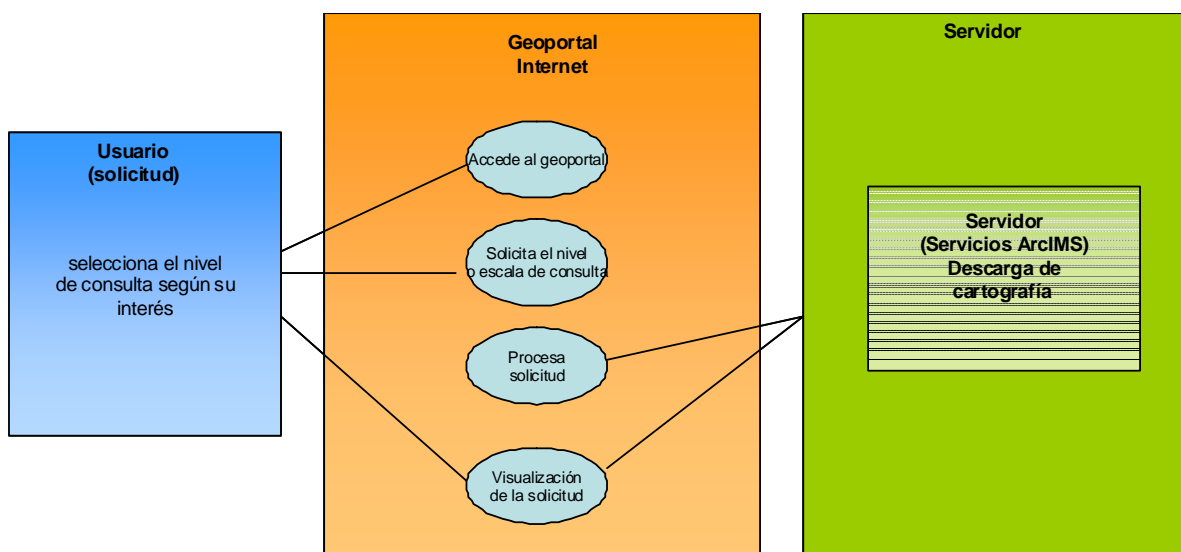 Usuario
(solicitud)
selecciona el nivel
de consulta según su
interés
Geoportal
Internet
Accede al geoportal
Solicita el nivel
o escala de consulta
Procesa
solicitud
Visualización
de la solicitud
Servidor
Servidor
(Servicios ArcIMS)
Descarga de
cartografía